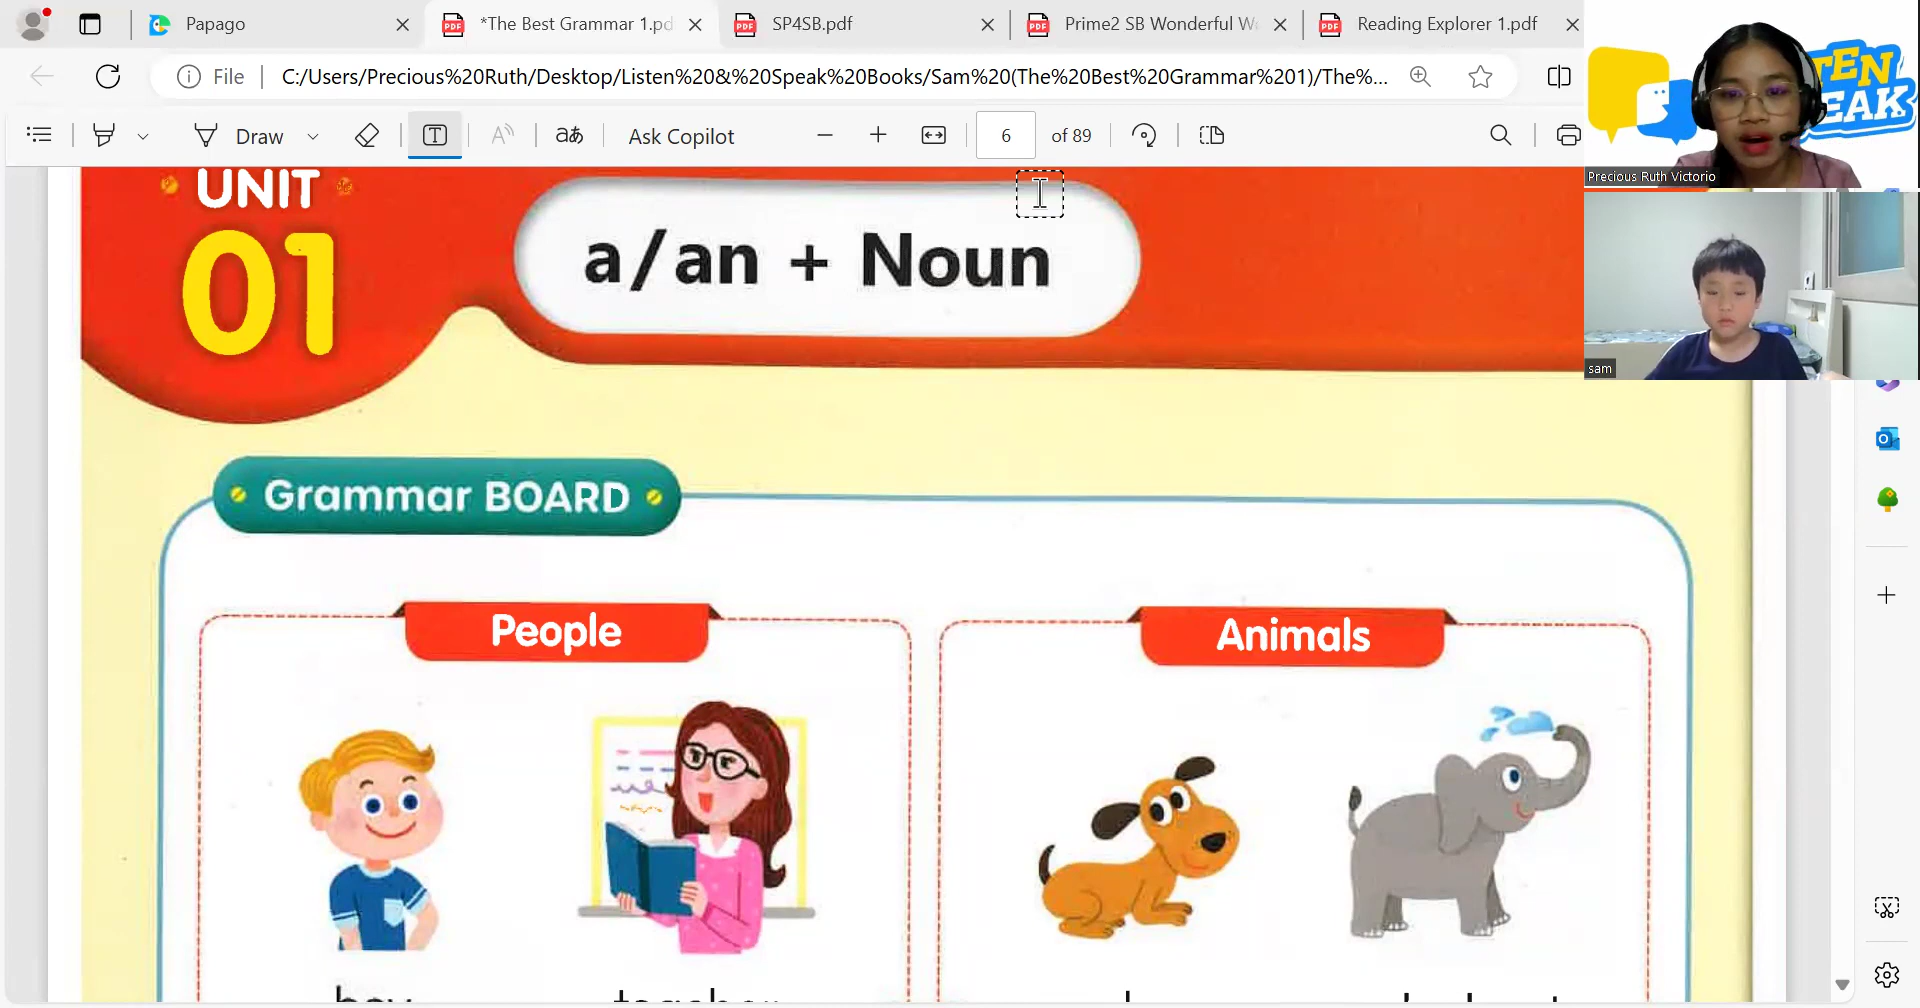 Papago
*The Best Grammar 1.pd
SP4SB.pdf
Prime2 SB Wonderful W
Reading Explorer 1.pdf
File
C:/Users/Precious%20Ruth/Desktop/Listen%20&%20Speak%20Books/Sam%20(The%20Best%20Grammar%201)/The%...
Draw
Ask Copilot
6
of 89
Precious Ruth Victorio
sam
UNIT
01
a/an + Noun
Grammar BOARD
People
Animals
boy
teacher